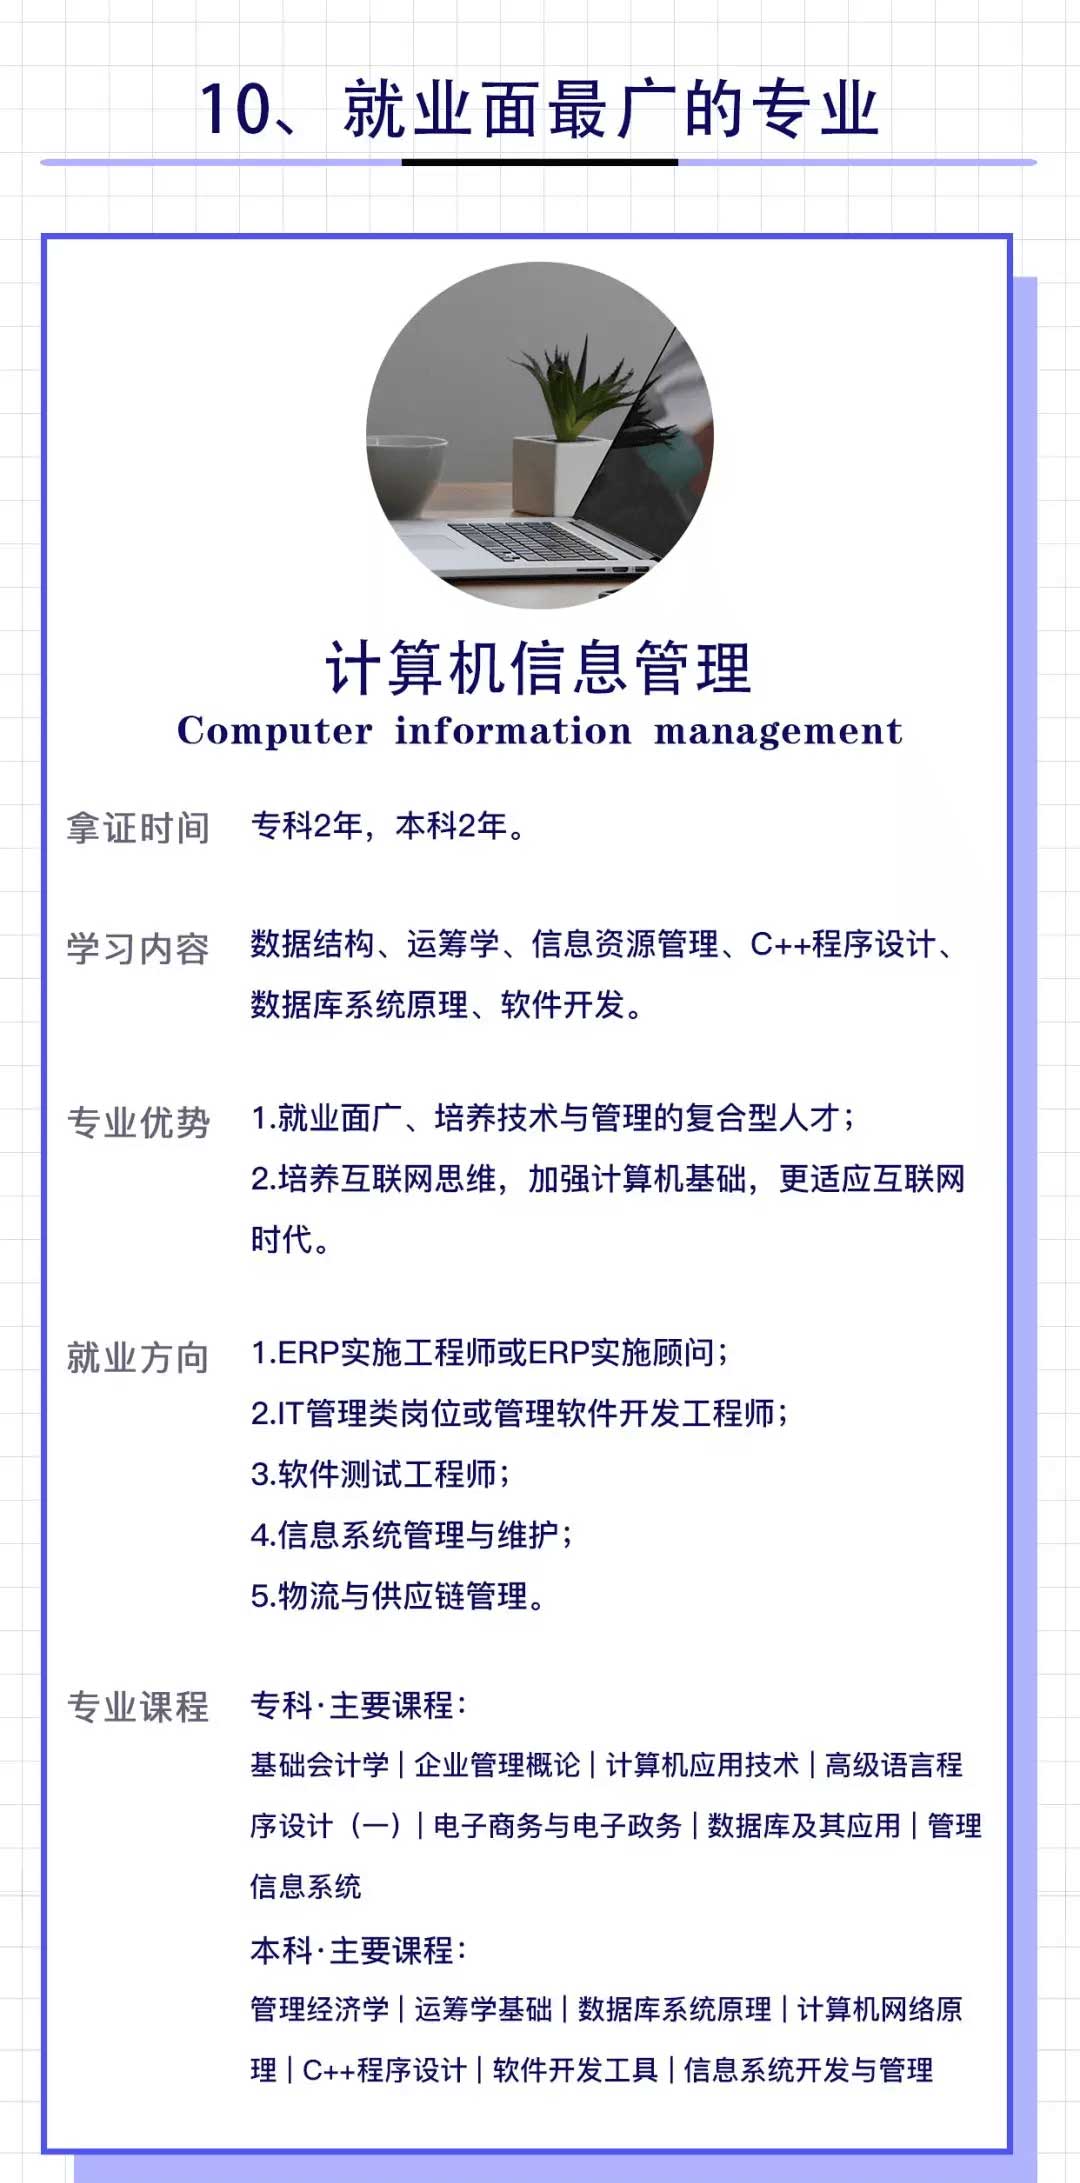 10、就业面最广的专业
计算机信息管理
Computer information management
拿证时间 专科2年，本科2年。
学习内容 数据结构、运筹学、信息资源管理、C++程序设计、
数据库系统原理、软件开发。
专业优势 1.就业面广、培养技术与管理的复合型人才；
2.培养互联网思维，加强计算机基础，更适应互联网
时代。
就业方向 1.ERP实施工程师或ERP实施顾问；
2.IT管理类岗位或管理软件开发工程师；
3.软件测试工程师；
4.信息系统管理与维护；
5.物流与供应链管理。
专业课程 专科·主要课程：
基础会计学 | 企业管理概论 | 计算机应用技术 | 高级语言程
序设计（一）| 电子商务与电子政务 | 数据库及其应用 | 管理
信息系统
本科·主要课程：
管理经济学 | 运筹学基础 | 数据库系统原理 | 计算机网络原
理 | C++程序设计 | 软件开发工具 | 信息系统开发与管理